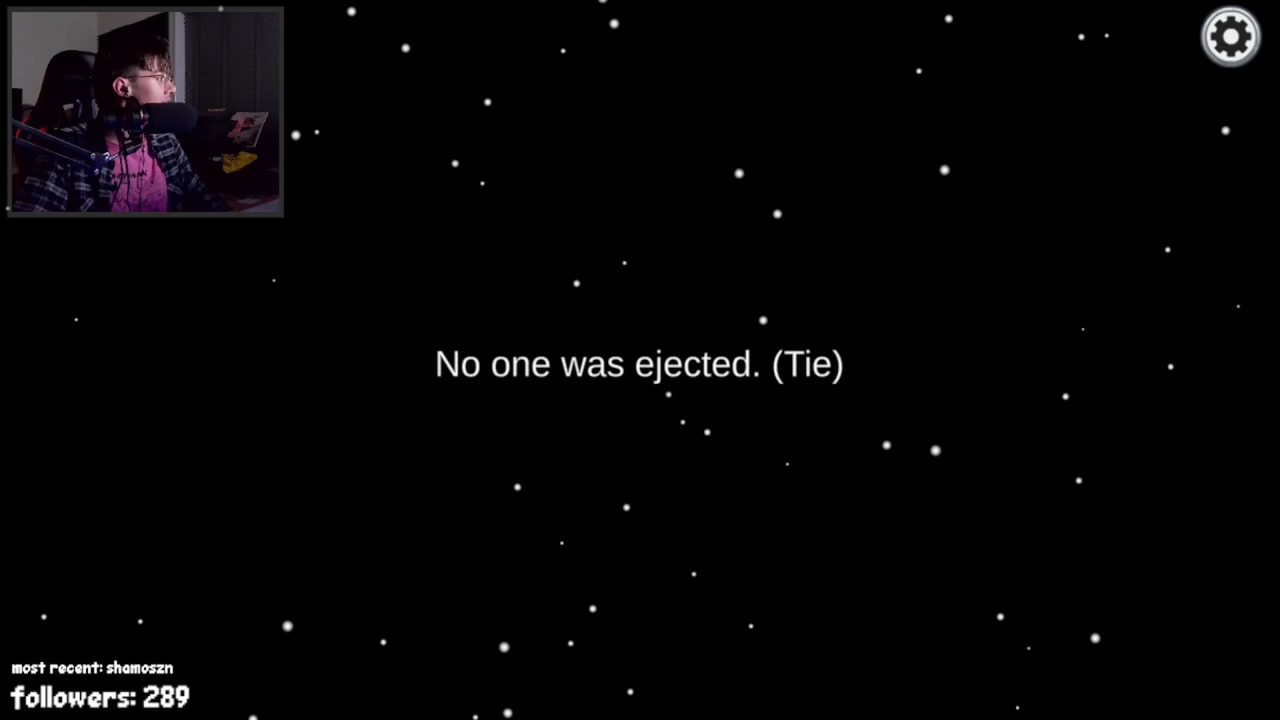 No one was ejected. (Tie)
most recent: shamoszn
followers: 289